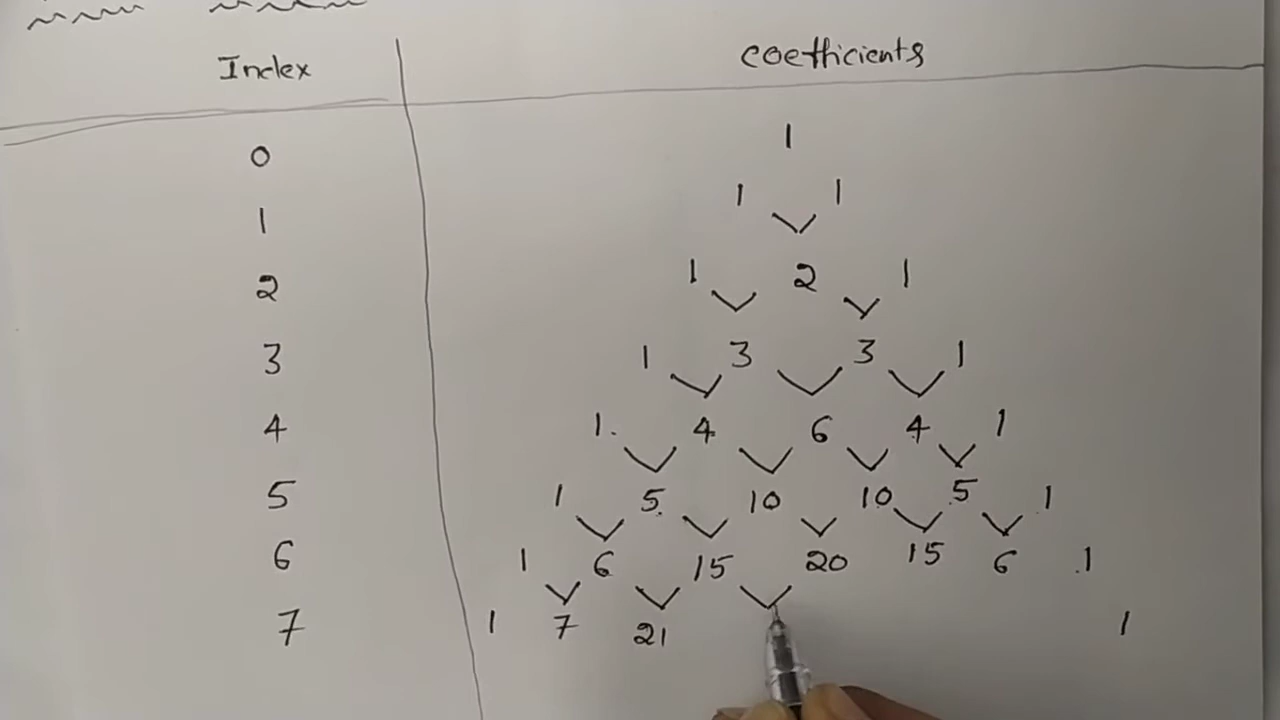 Index coefficients
0 1
1 1 1
2 1 2 1
3 1 3 3 1
4 1 4 6 4 1
5 1 5 10 10 5 1
6 1 6 15 20 15 6 1
7 1 7 21 1